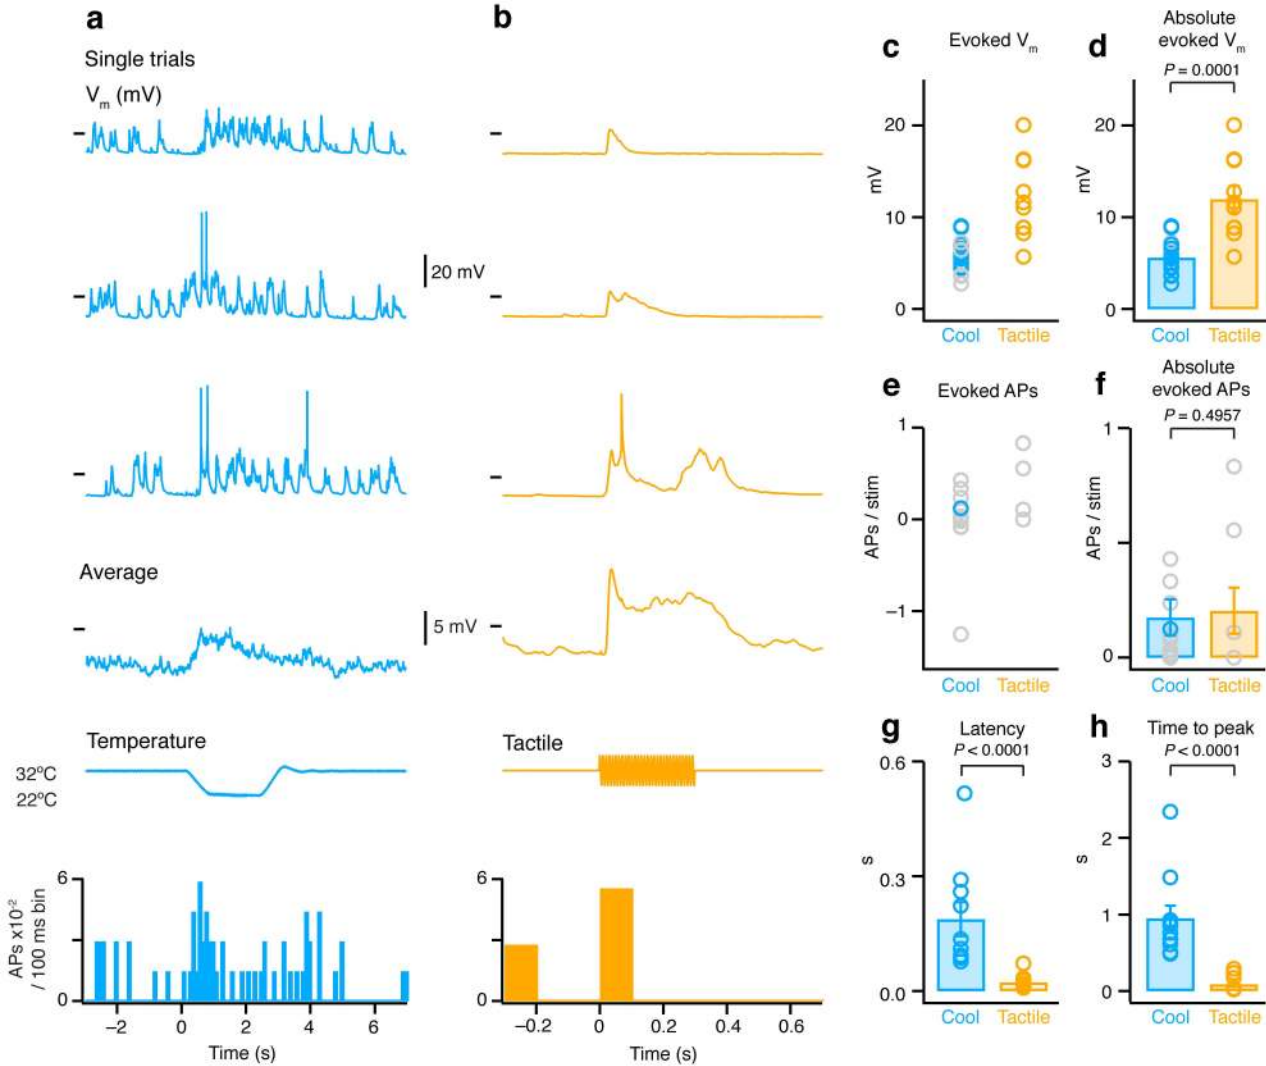 a
b
Single trials
Vm (mV)
20 mV
Average
5 mV
Temperature
32ºC
22ºC
Tactile
6
0
APs x10-2
/ 100 ms bin
−2
0
2
4
6
Time (s)
6
0
−0.2
0
0.2
0.4
0.6
Time (s)
c
Evoked Vm
mV
20
10
0
Cool
Tactile
d
Absolute
evoked Vm
P = 0.0001
mV
20
10
0
Cool
Tactile
e
Evoked APs
APs / stim
1
0
−1
Cool
Tactile
f
Absolute
evoked APs
P = 0.4957
APs / stim
1
0
Cool
Tactile
g
Latency
P < 0.0001
s
0.6
0.3
0.0
Cool
Tactile
h
Time to peak
P < 0.0001
s
3
2
1
0
Cool
Tactile